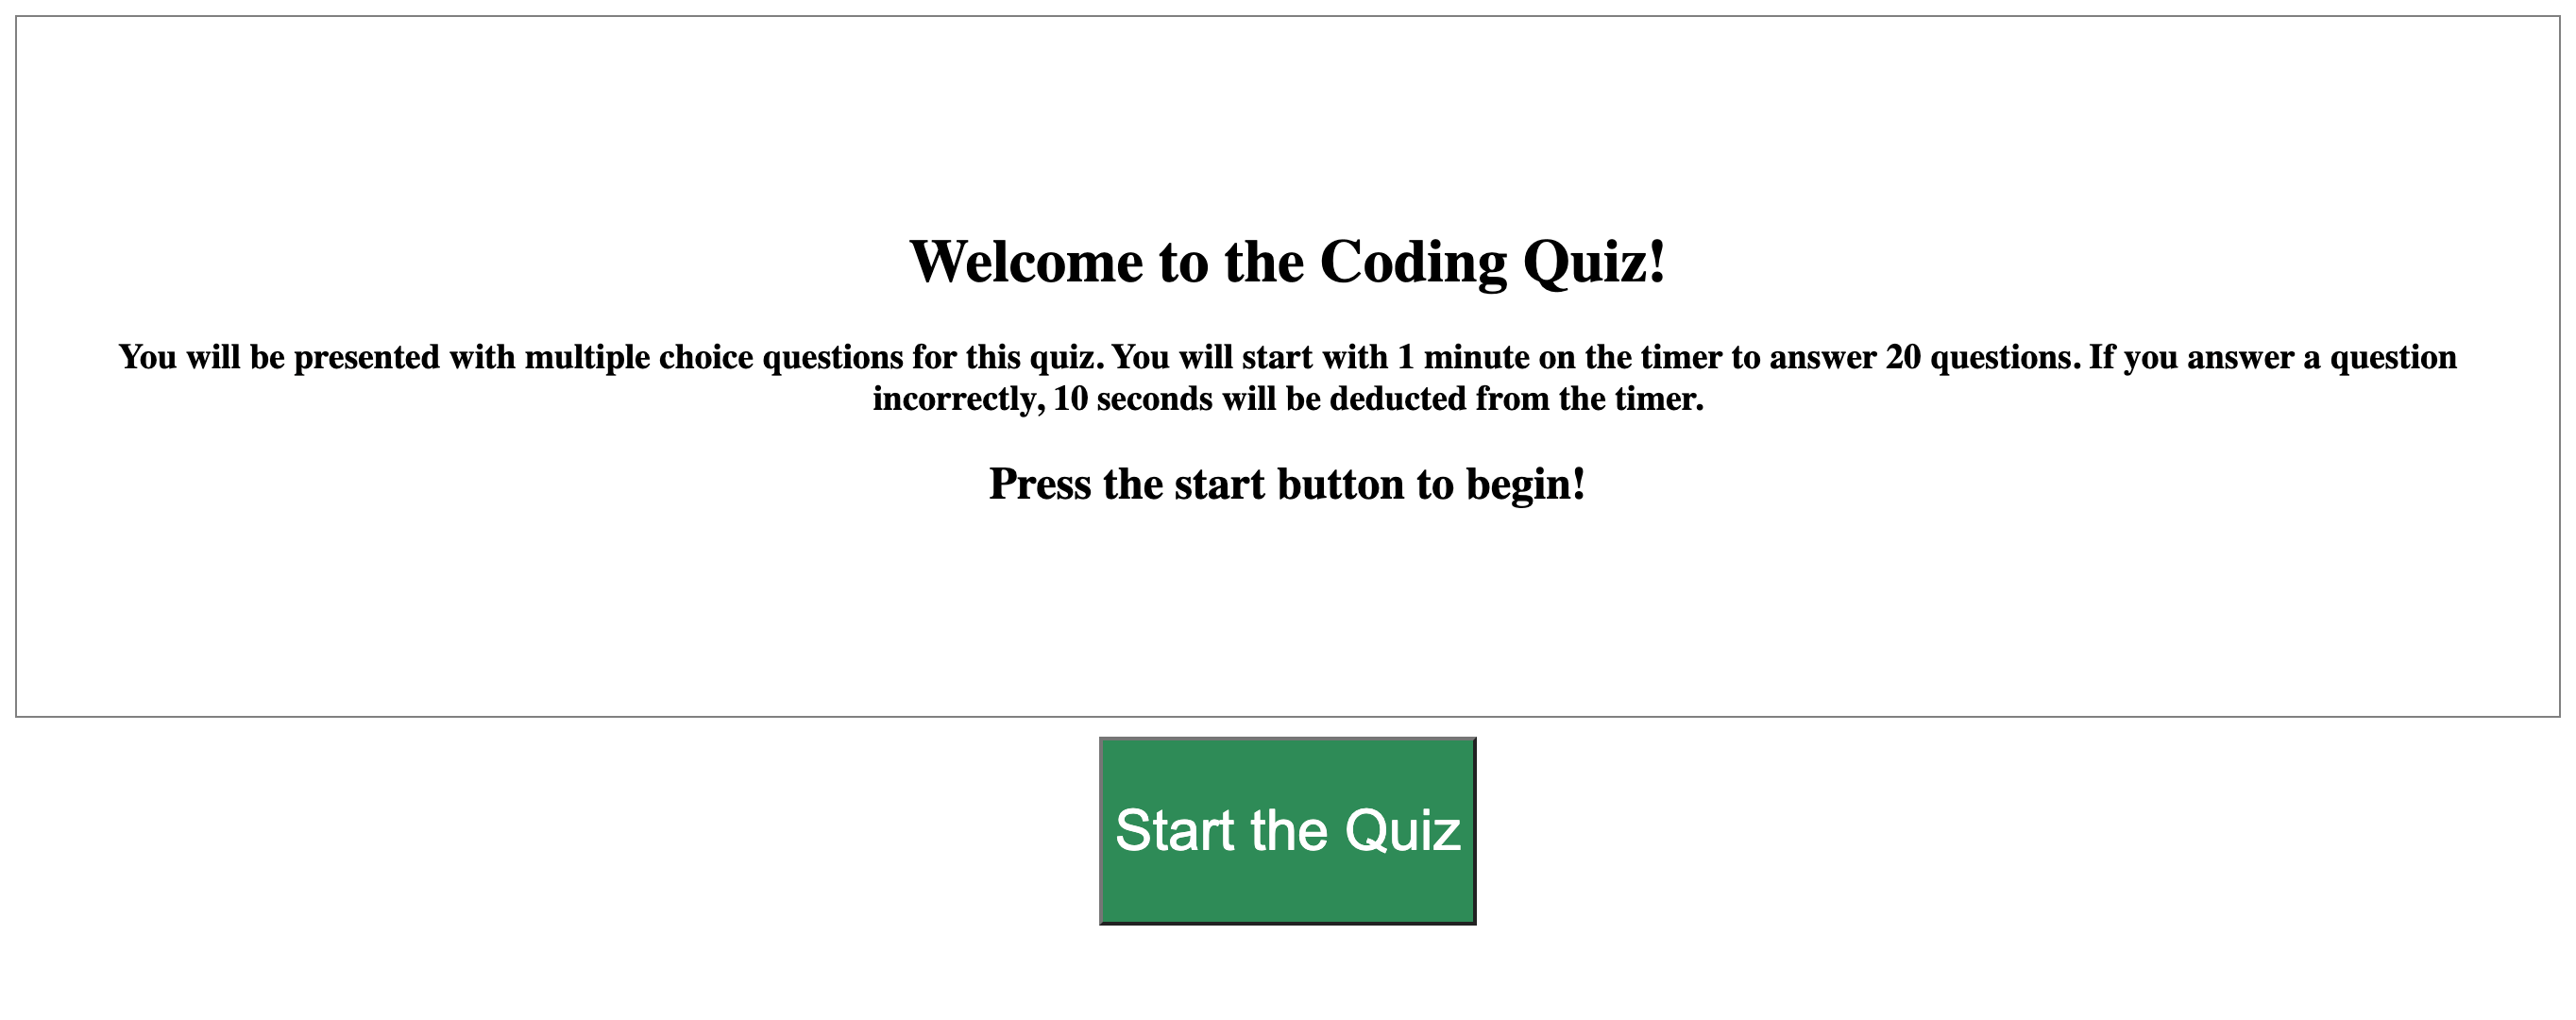 Welcome to the Coding Quiz!
You will be presented with multiple choice questions for this quiz. You will start with 1 minute on the timer to answer 20 questions. If you answer a question
incorrectly, 10 seconds will be deducted from the timer.
Press the start button to begin!
Start the Quiz